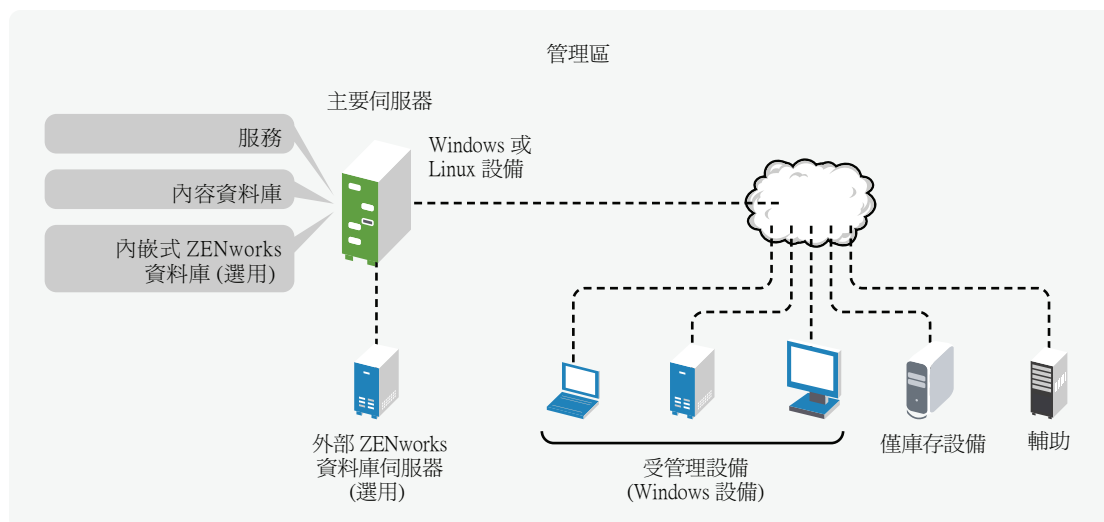 管理區
主要伺服器
服務
內容資料庫
內嵌式 ZENworks
資料庫 (選用)
Windows 或
Linux 設備
外部 ZENworks
資料庫伺服器
(選用)
受管理設備
(Windows 設備)
僅庫存設備
輔助